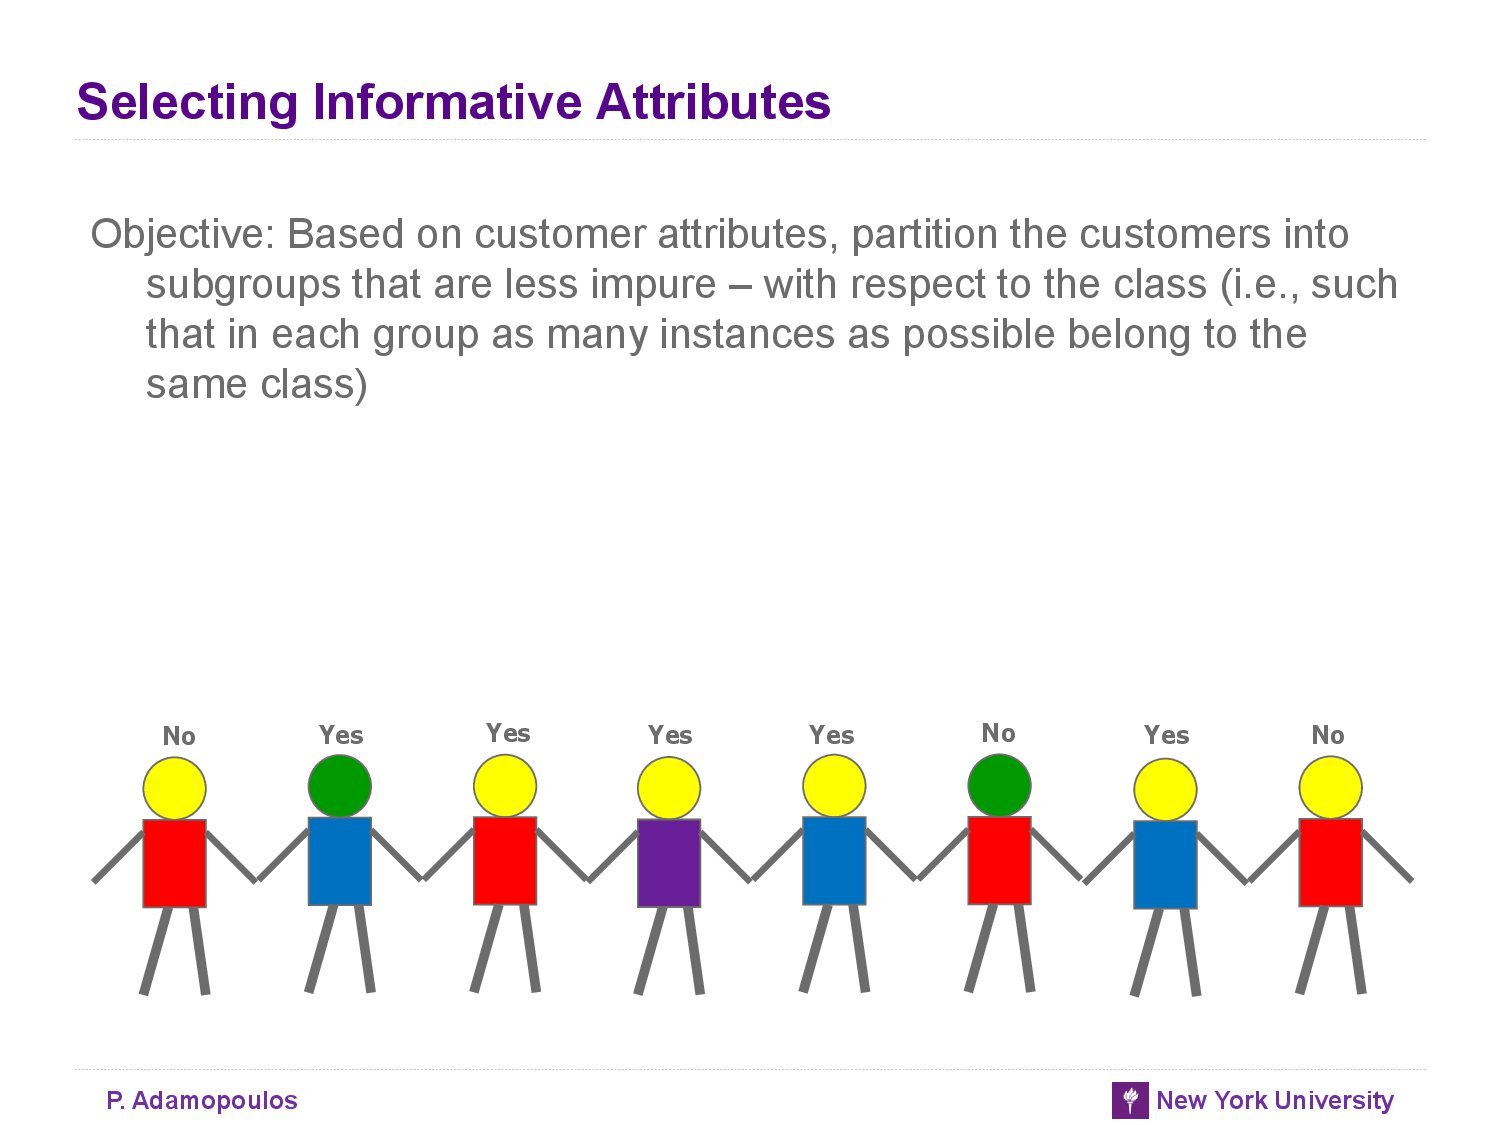 Selecting Informative Attributes
Objective: Based on customer attributes, partition the customers into
subgroups that are less impure – with respect to the class (i.e., such
that in each group as many instances as possible belong to the
same class)
No Yes Yes Yes Yes No Yes No
P. Adamopoulos
New York University